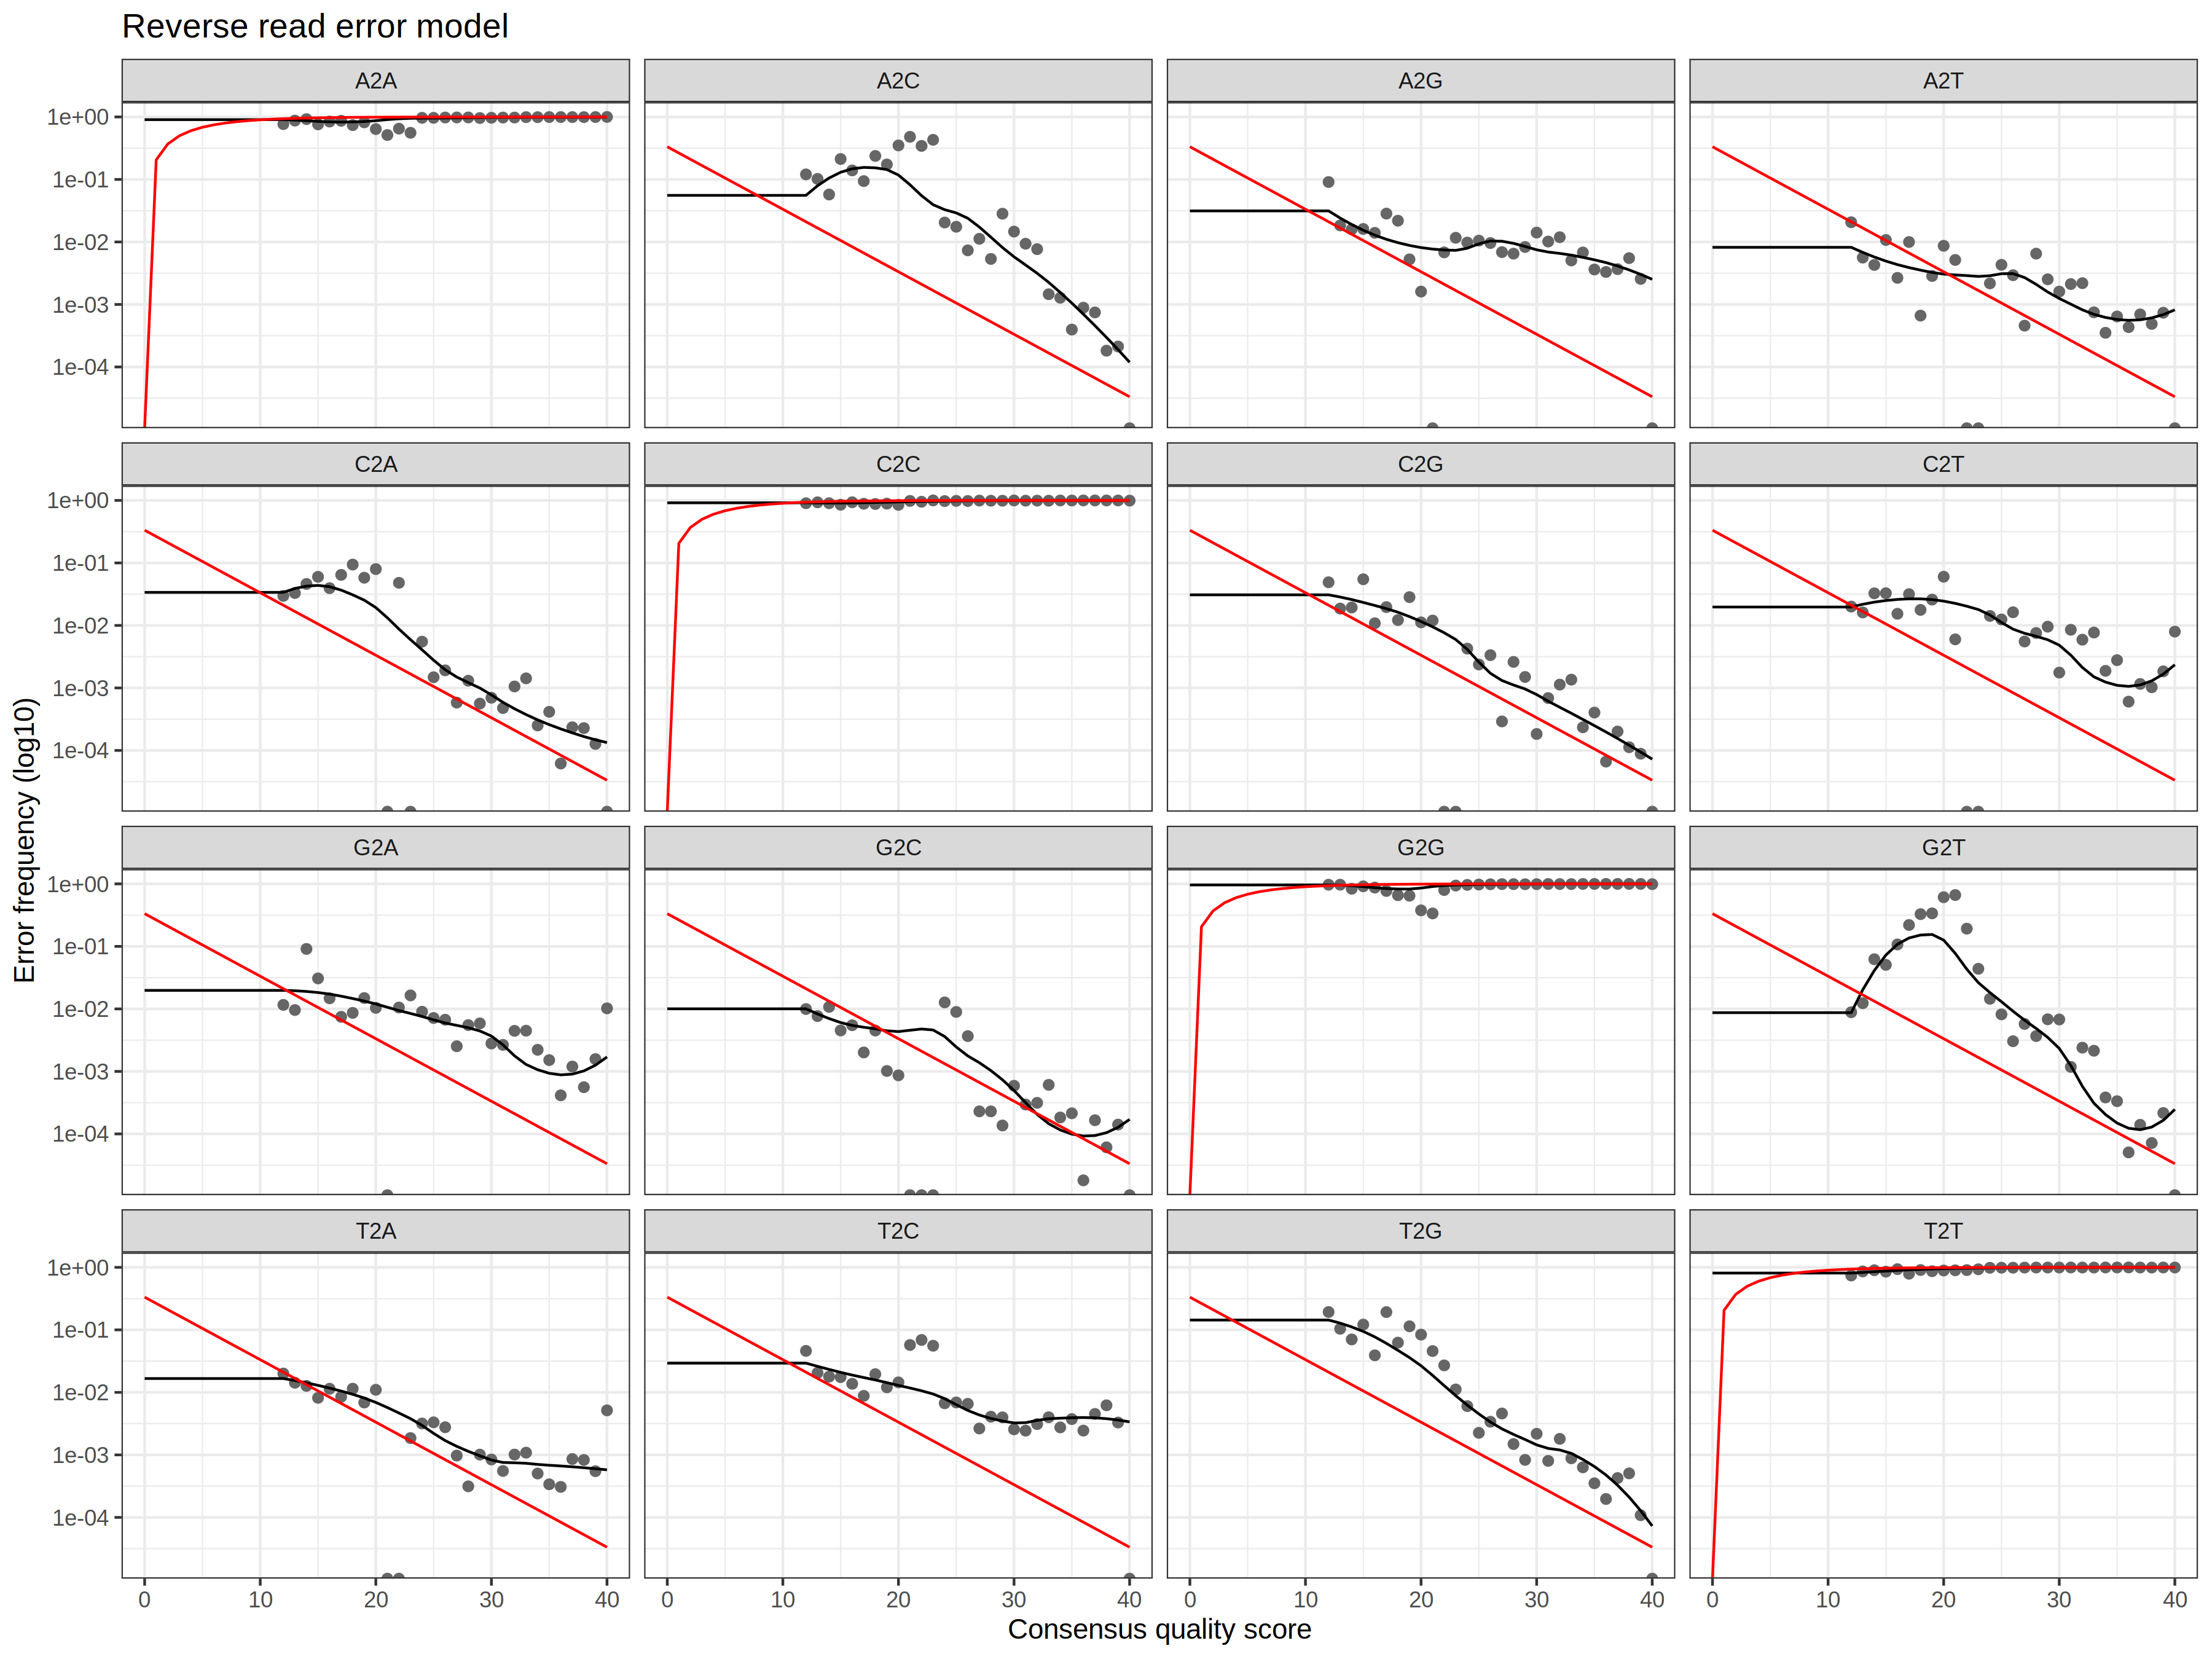 Reverse read error model
A2A A2C A2G A2T
1e+00
1e-01
1e-02
1e-03
1e-04
C2A C2C C2G C2T
1e+00
1e-01
1e-02
1e-03
1e-04
Error frequency (log10)
G2A G2C G2G G2T
1e+00
1e-01
1e-02
1e-03
1e-04
T2A T2C T2G T2T
1e+00
1e-01
1e-02
1e-03
1e-04
0 10 20 30 40 0 10 20 30 40 0 10 20 30 40 0 10 20 30 40
Consensus quality score